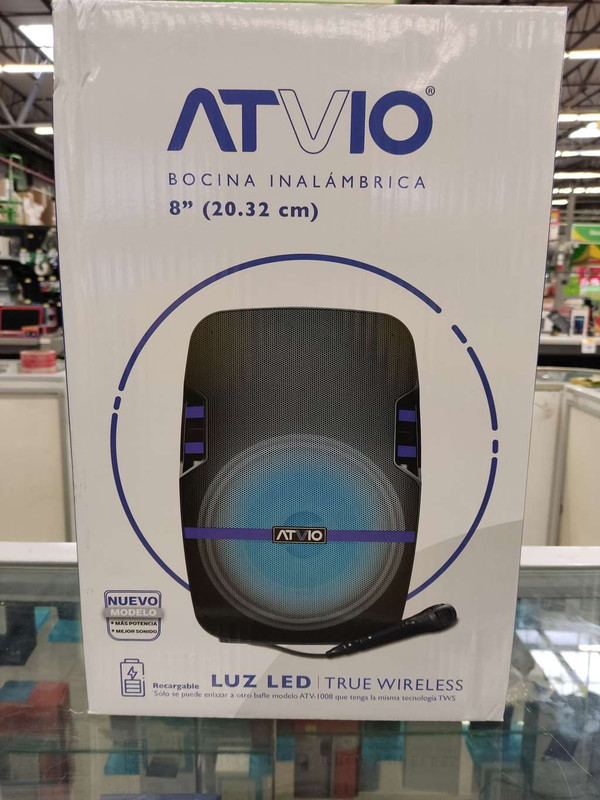 ATVIO®
BOCINA INALÁMBRICA
8” (20.32 cm)
ATVIO
NUEVO
MODELO
• MÁS POTENCIA
• MEJOR SONIDO
Recargable LUZ LED | TRUE WIRELESS
Sólo se puede enlazar a otro bafle modelo ATV-1008 que tenga la misma tecnología TWS